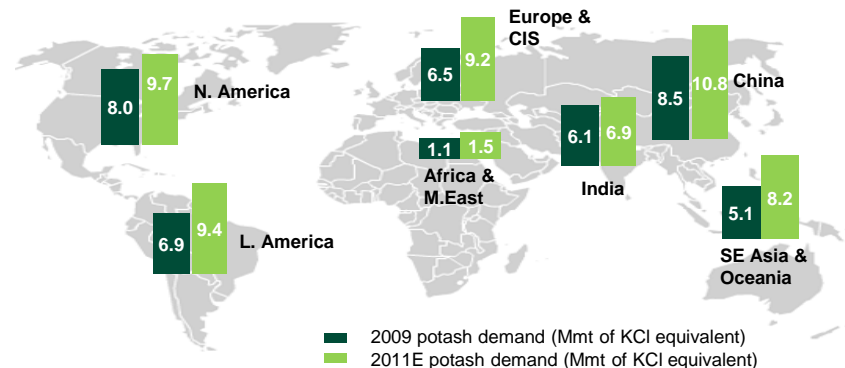 Europe &
CIS
9.2
6.5
N. America
9.7
8.0
China
10.8
8.5
6.1
6.9
India
1.1
1.5
Africa &
M.East
8.2
5.1
SE Asia &
Oceania
9.4
6.9
L. America
2009 potash demand (Mmt of KCl equivalent)
2011E potash demand (Mmt of KCl equivalent)